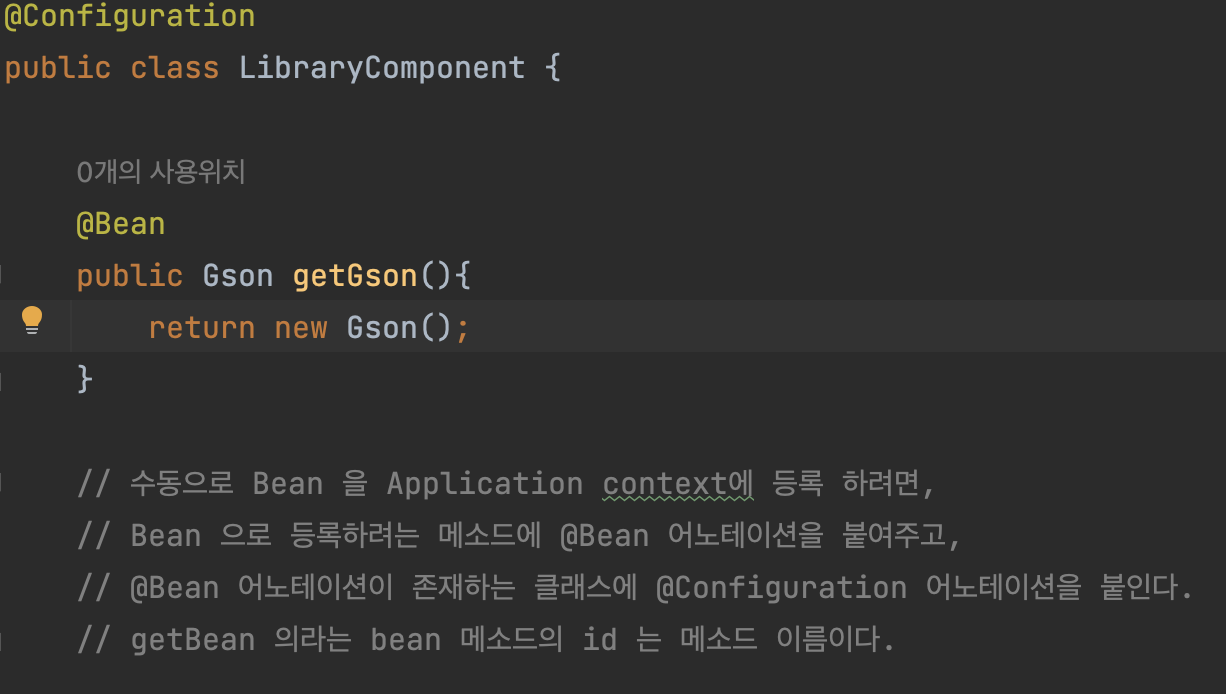 @Configuration
public class LibraryComponent {
0개의 사용위치
@Bean
public Gson getGson(){
return new Gson();
}
// 수동으로 Bean 을 Application context에 등록 하려면,
// Bean 으로 등록하려는 메소드에 @Bean 어노테이션을 붙여주고,
// @Bean 어노테이션이 존재하는 클래스에 @Configuration 어노테이션을 붙인다.
// getBean 의라는 bean 메소드의 id 는 메소드 이름이다.